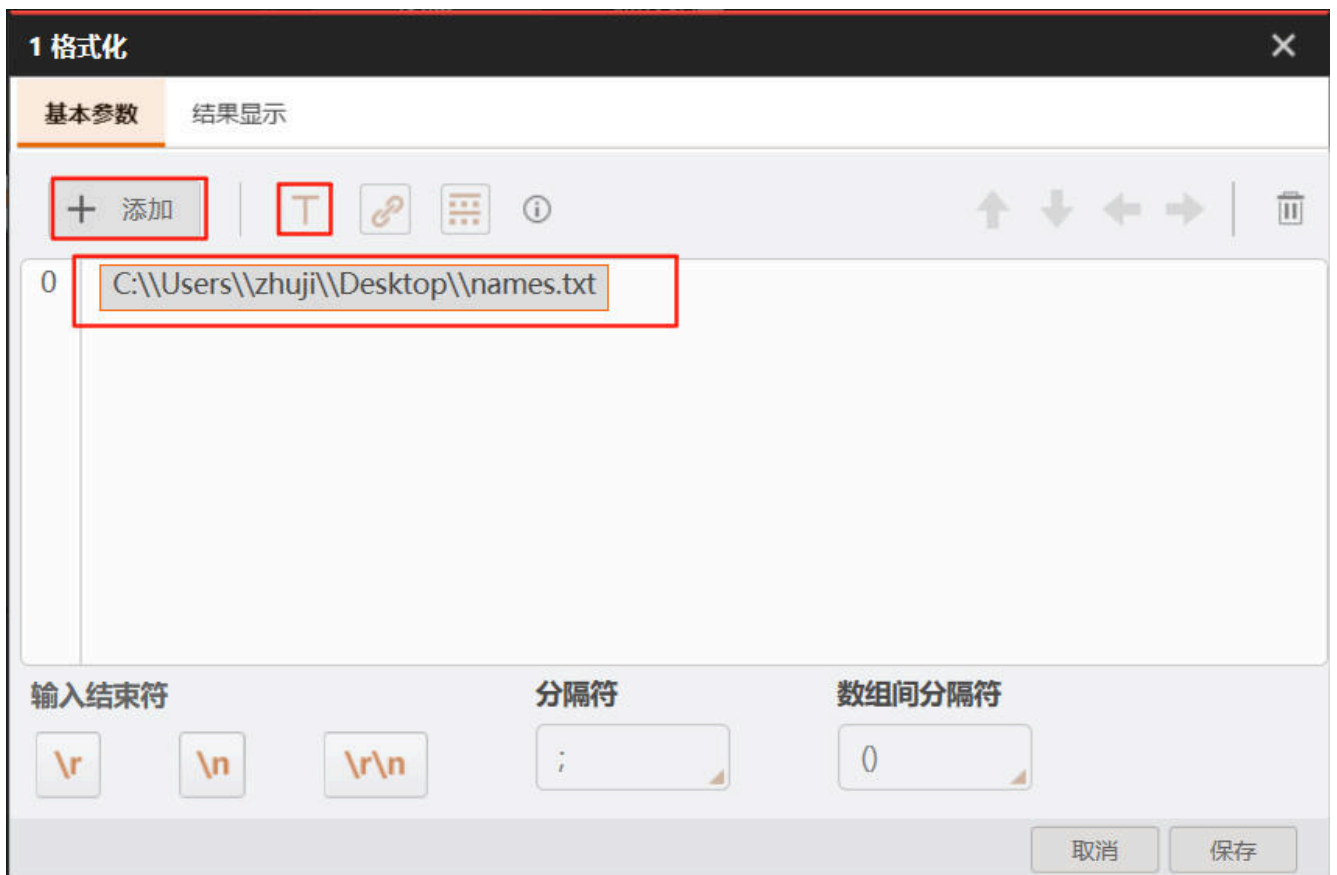 1 格式化
基本参数 结果显示
添加
0 C:\\Users\\zhuji\\Desktop\\names.txt
输入结束符 分隔符 数组间分隔符
\r \n \r\n ; ()
取消 保存